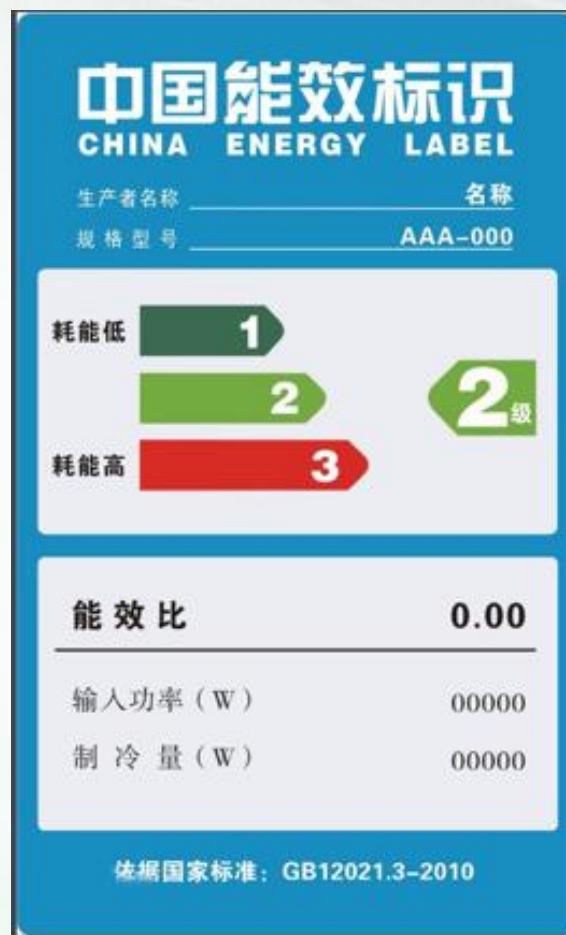 中国能效标识
CHINA ENERGY LABEL
生产者名称 名称
规格型号 AAA-000
耗能低 1
2 2级
耗能高 3
能效比 0.00
输入功率（W） 00000
制冷量（W） 00000
依据国家标准：GB12021.3-2010